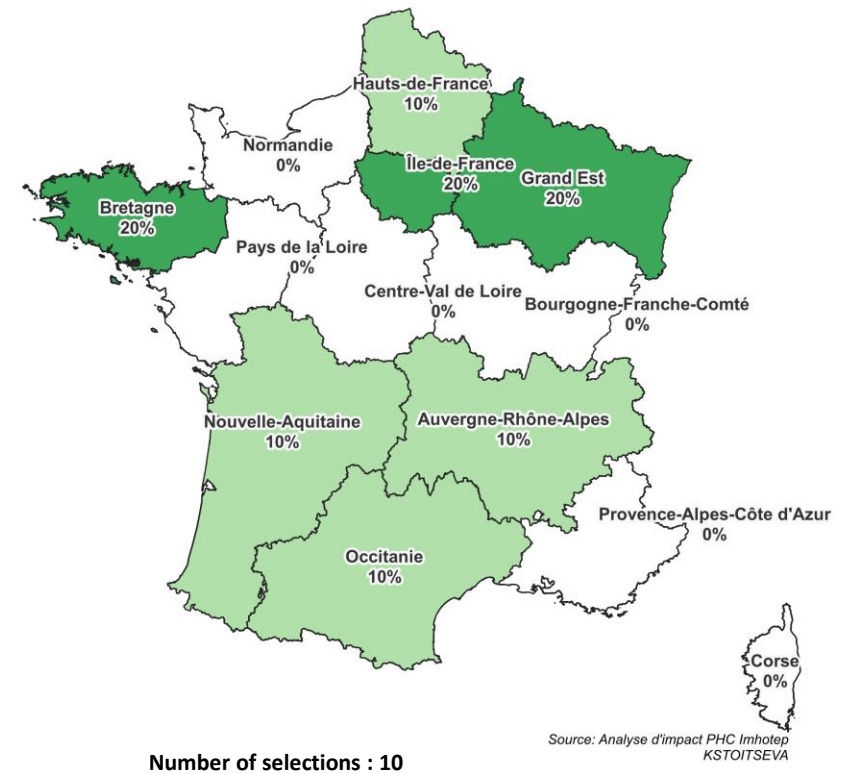 Hauts-de-France
10%
Normandie
0%
Île-de-France
20%
Grand Est
20%
Bretagne
20%
Pays de la Loire
0%
Centre-Val de Loire
0%
Bourgogne-Franche-Comté
0%
Nouvelle-Aquitaine
10%
Auvergne-Rhône-Alpes
10%
Provence-Alpes-Côte d'Azur
0%
Occitanie
10%
Corse
0%
Source: Analyse d'impact PHC Imhotep
KSTOITSEVA
Number of selections : 10